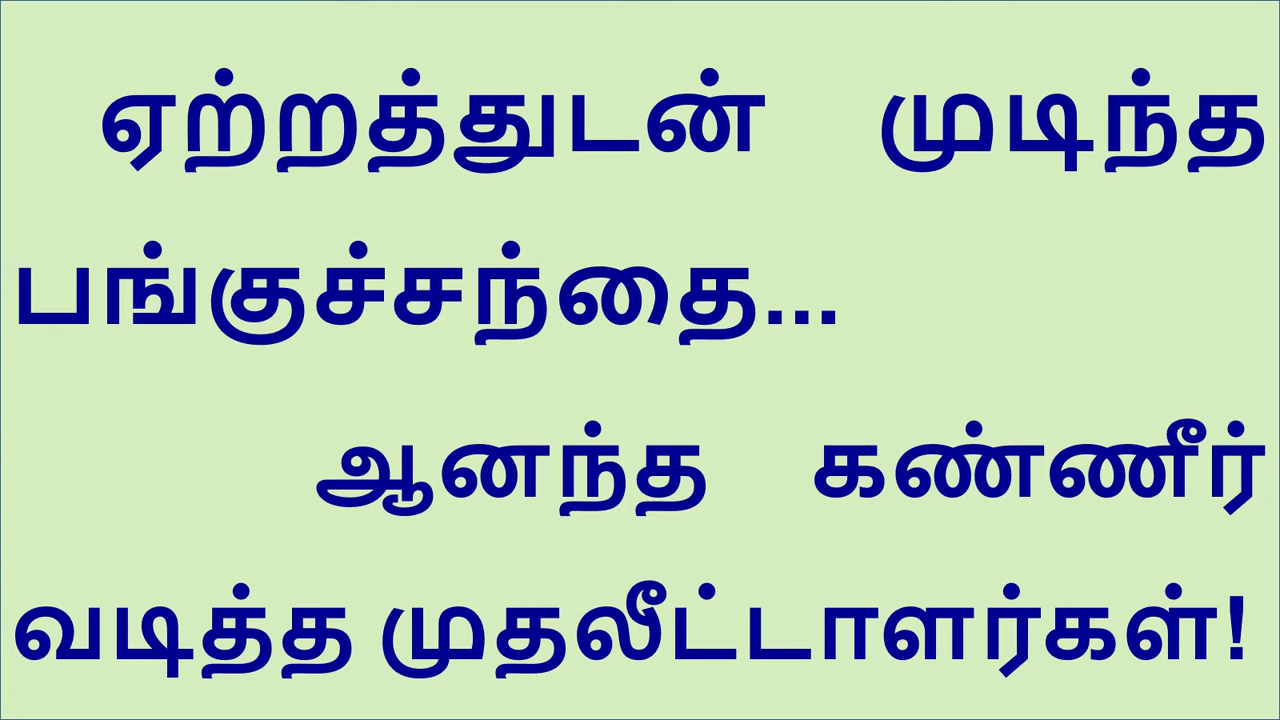 ஏற்றத்துடன் முடிந்த
பங்குச்சந்தை...
ஆனந்த கண்ணீர்
வடித்த முதலீட்டாளர்கள்!